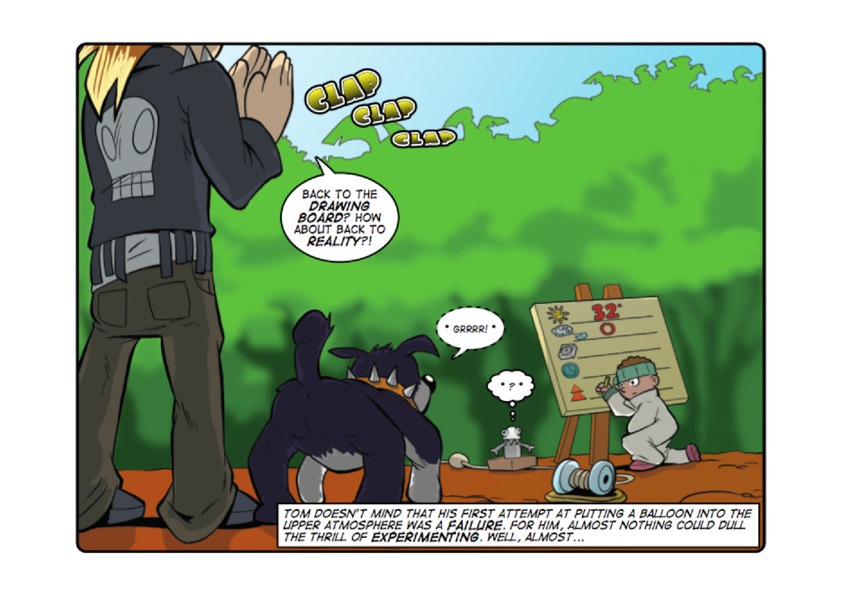 CLAP
CLAP
CLAP
BACK TO THE
DRAWING
BOARD? HOW
ABOUT BACK TO
REALITY?!
* GRRRR! *
* ? *
32°
TOM DOESN'T MIND THAT HIS FIRST ATTEMPT AT PUTTING A BALLOON INTO THE
UPPER ATMOSPHERE WAS A FAILURE. FOR HIM, ALMOST NOTHING COULD DULL
THE THRILL OF EXPERIMENTING. WELL, ALMOST...